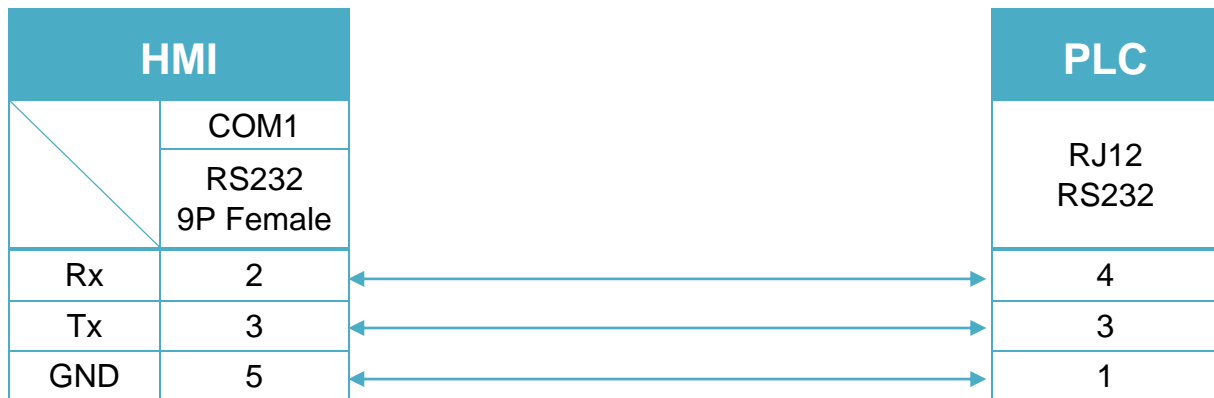 HMI
PLC
COM1
RS232
9P Female
RJ12
RS232
Rx 2 4
Tx 3 3
GND 5 1